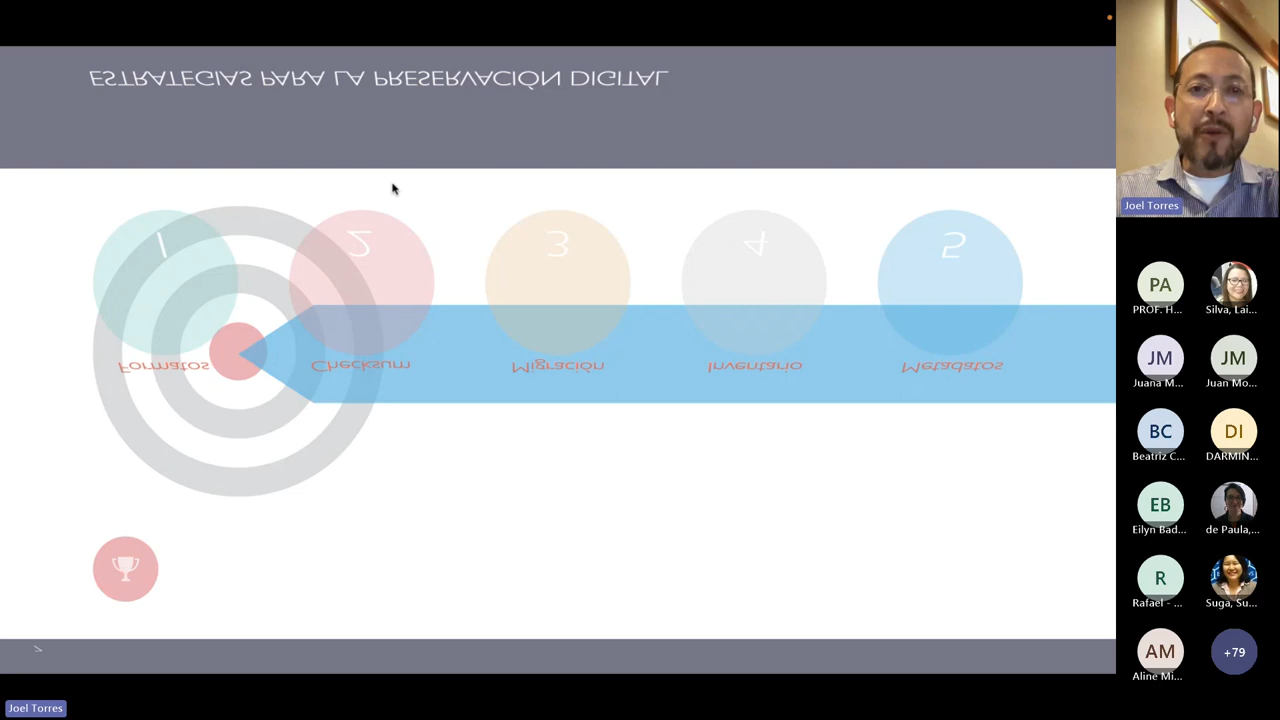 ESTRATEGIAS PARA LA PRESERVACIÓN DIGITAL
1
2
3
4
5
Formatos
Checksum
Migración
Inventario
Metadatos
Joel Torres
PA
PROF. H...
Silva, Lai...
JM
JM
Juana M...
Juan Mo...
BC
DI
Beatriz C...
DARMIN...
EB
Eilyn Bad...
de Paula,...
R
Rafael - ...
Suga, Su...
AM
+79
Aline Mi...
Joel Torres